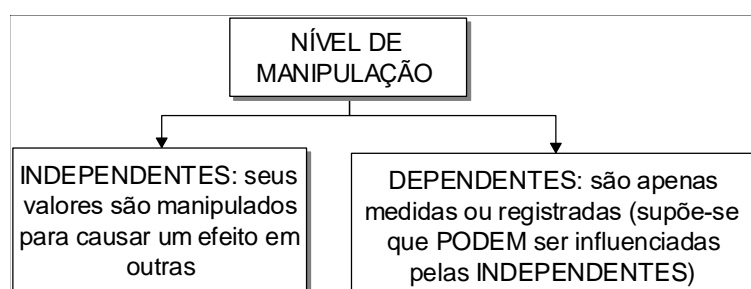 NÍVEL DE
MANIPULAÇÃO
INDEPENDENTES: seus
valores são manipulados
para causar um efeito em
outras
DEPENDENTES: são apenas
medidas ou registradas (supõe-se
que PODEM ser influenciadas
pelas INDEPENDENTES)